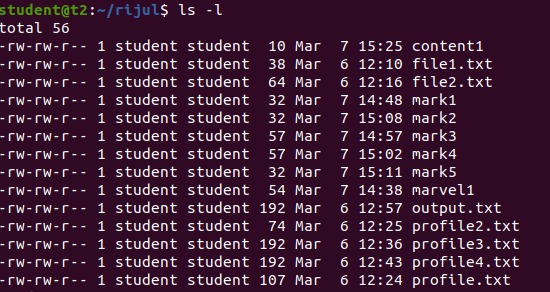 student@t2:~/rijul$ ls -l
total 56
-rw-rw-r-- 1 student student  10 Mar  7 15:25 content1
-rw-rw-r-- 1 student student  38 Mar  6 12:10 file1.txt
-rw-rw-r-- 1 student student  64 Mar  6 12:16 file2.txt
-rw-rw-r-- 1 student student  32 Mar  7 14:48 mark1
-rw-rw-r-- 1 student student  32 Mar  7 15:08 mark2
-rw-rw-r-- 1 student student  57 Mar  7 14:57 mark3
-rw-rw-r-- 1 student student  57 Mar  7 15:02 mark4
-rw-rw-r-- 1 student student  32 Mar  7 15:11 mark5
-rw-rw-r-- 1 student student  54 Mar  7 14:38 marvel1
-rw-rw-r-- 1 student student 192 Mar  6 12:57 output.txt
-rw-rw-r-- 1 student student  74 Mar  6 12:25 profile2.txt
-rw-rw-r-- 1 student student 192 Mar  6 12:36 profile3.txt
-rw-rw-r-- 1 student student 192 Mar  6 12:43 profile4.txt
-rw-rw-r-- 1 student student 107 Mar  6 12:24 profile.txt